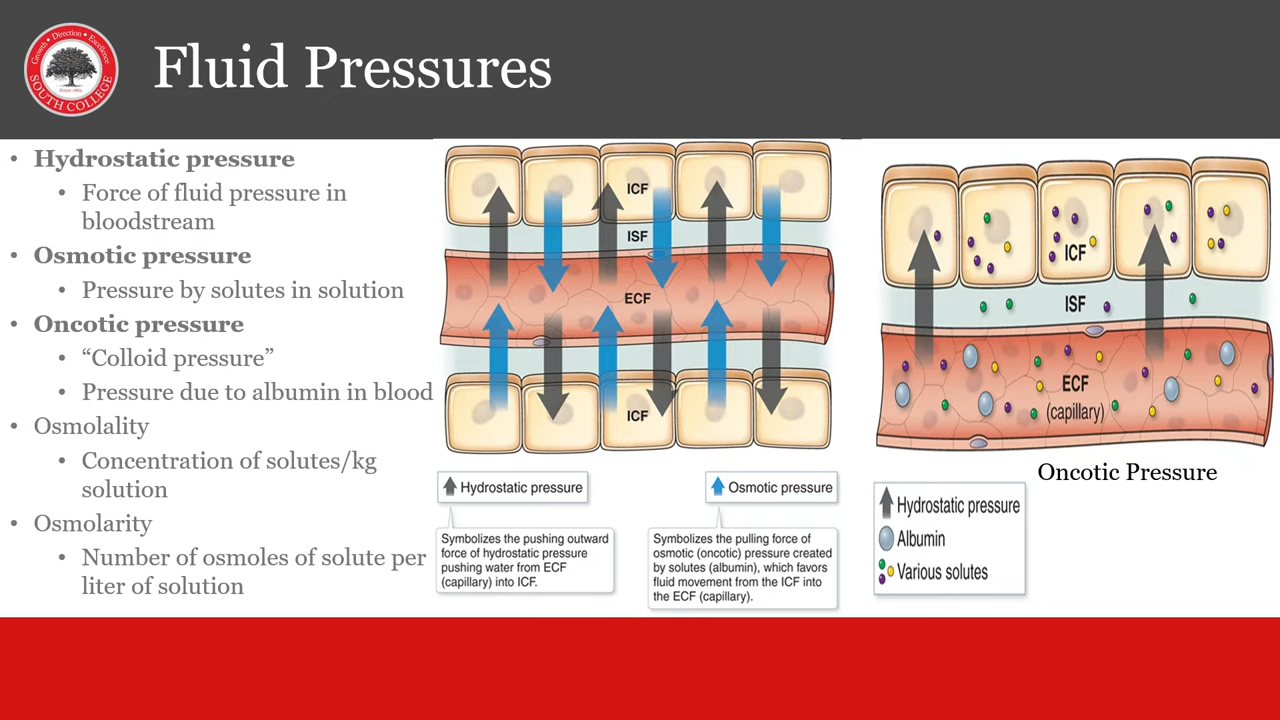 Growth • Direction • Excellence
SOUTH COLLEGE
Since 1882
Fluid Pressures
• Hydrostatic pressure
• Force of fluid pressure in
bloodstream
• Osmotic pressure
• Pressure by solutes in solution
• Oncotic pressure
• “Colloid pressure”
• Pressure due to albumin in blood
• Osmolality
• Concentration of solutes/kg
solution
• Osmolarity
• Number of osmoles of solute per
liter of solution
ICF
ISF
ECF
ICF
Hydrostatic pressure
Symbolizes the pushing outward
force of hydrostatic pressure
pushing water from ECF
(capillary) into ICF.
Osmotic pressure
Symbolizes the pulling force of
osmotic (oncotic) pressure created
by solutes (albumin), which favors
fluid movement from the ICF into
the ECF (capillary).
ICF
ISF
ECF
(capillary)
Oncotic Pressure
Hydrostatic pressure
Albumin
Various solutes